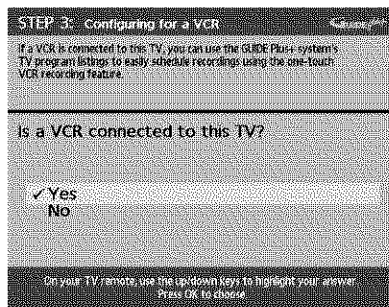 STEP 3: Configuring for a VCR
If a VCR is connected to this TV, you can use the GUIDE Plus+ system's
TV program listings to easily schedule recordings using the one-touch
VCR recording feature.
Is a VCR connected to this TV?
✓ Yes
No
On your TV remote, use the up/down keys to highlight your answer
Press OK to choose